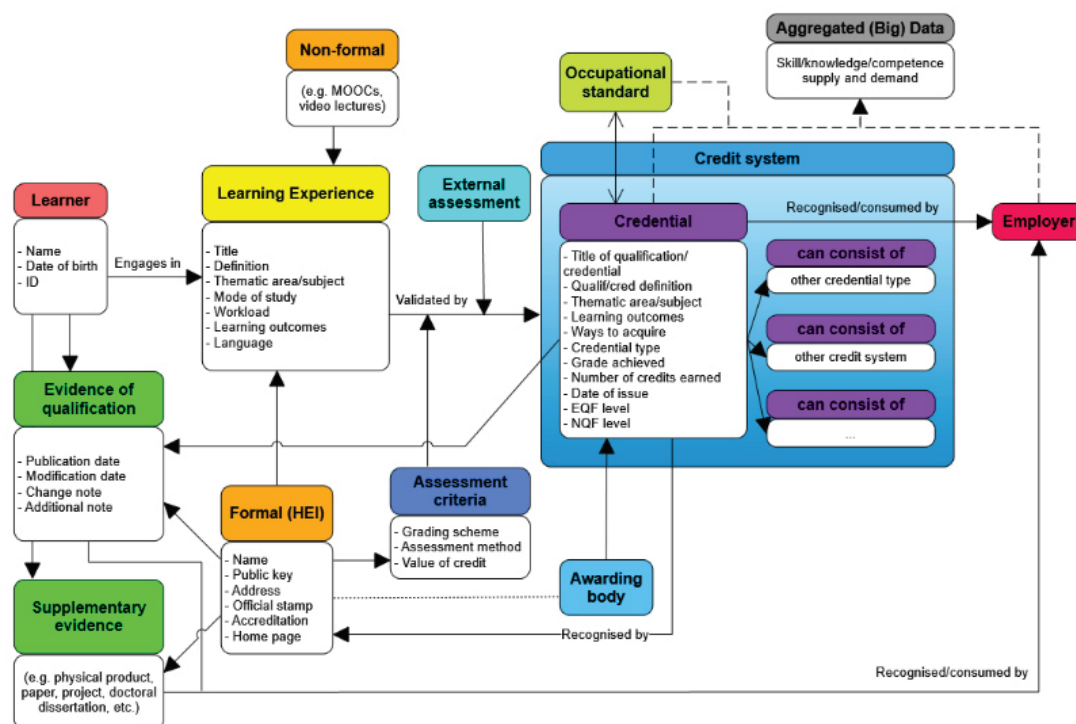 Aggregated (Big) Data
Skill/knowledge/competence
supply and demand
Non-formal
(e.g. MOOCs,
video lectures)
Occupational
standard
Credit system
Learner
- Name
- Date of birth
- ID
Engages in
Learning Experience
- Title
- Definition
- Thematic area/subject
- Mode of study
- Workload
- Learning outcomes
- Language
External
assessment
Validated by
Credential
- Title of qualification/
credential
- Qualif/cred definition
- Thematic area/subject
- Learning outcomes
- Ways to acquire
- Credential type
- Grade achieved
- Number of credits earned
- Date of issue
- EQF level
- NQF level
Recognised/consumed by
Employer
can consist of
other credential type
can consist of
other credit system
can consist of
...
Evidence of
qualification
- Publication date
- Modification date
- Change note
- Additional note
Formal (HEI)
- Name
- Public key
- Address
- Official stamp
- Accreditation
- Home page
Assessment
criteria
- Grading scheme
- Assessment method
- Value of credit
Awarding
body
Recognised by
Supplementary
evidence
(e.g. physical product,
paper, project, doctoral
dissertation, etc.)
Recognised/consumed by